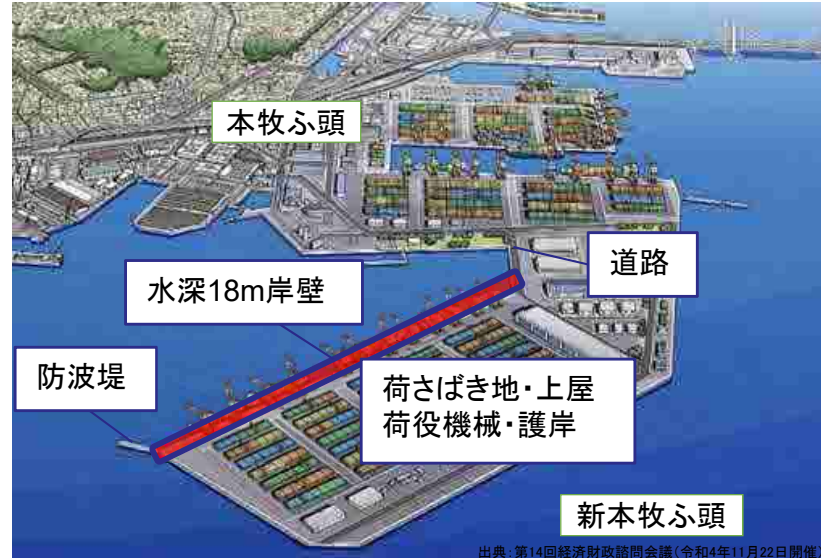 本牧ふ頭
道路
水深18m岸壁
防波堤
荷さばき地・上屋
荷役機械・護岸
新本牧ふ頭
出典:第14回経済財政諮問会議(令和4年11月22日開催)